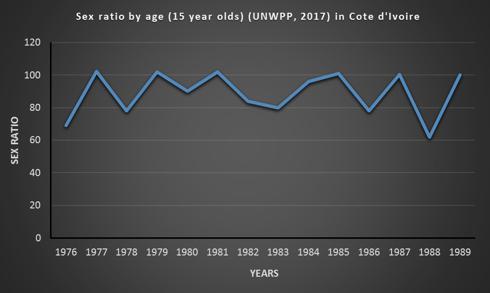 Sex ratio by age (15 year olds) (UNWPP, 2017) in Cote d'Ivoire
120
100
80
60
40
20
0
SEX RATIO
1976 1977 1978 1979 1980 1981 1982 1983 1984 1985 1986 1987 1988 1989
YEARS